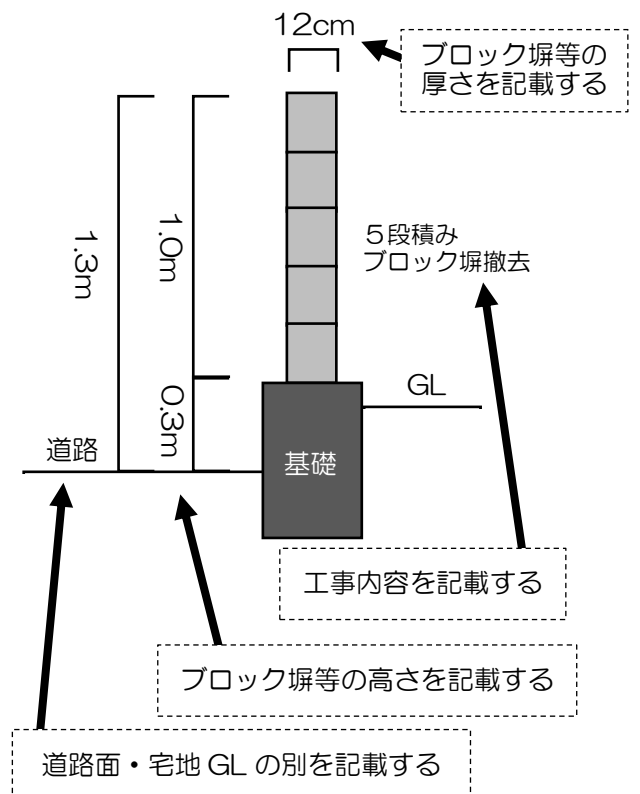 12cm
ブロック塀等の
厚さを記載する
1.3m
1.0m
５段積み
ブロック塀撤去
0.3m
GL
道路
基礎
工事内容を記載する
ブロック塀等の高さを記載する
道路面・宅地 GL の別を記載する